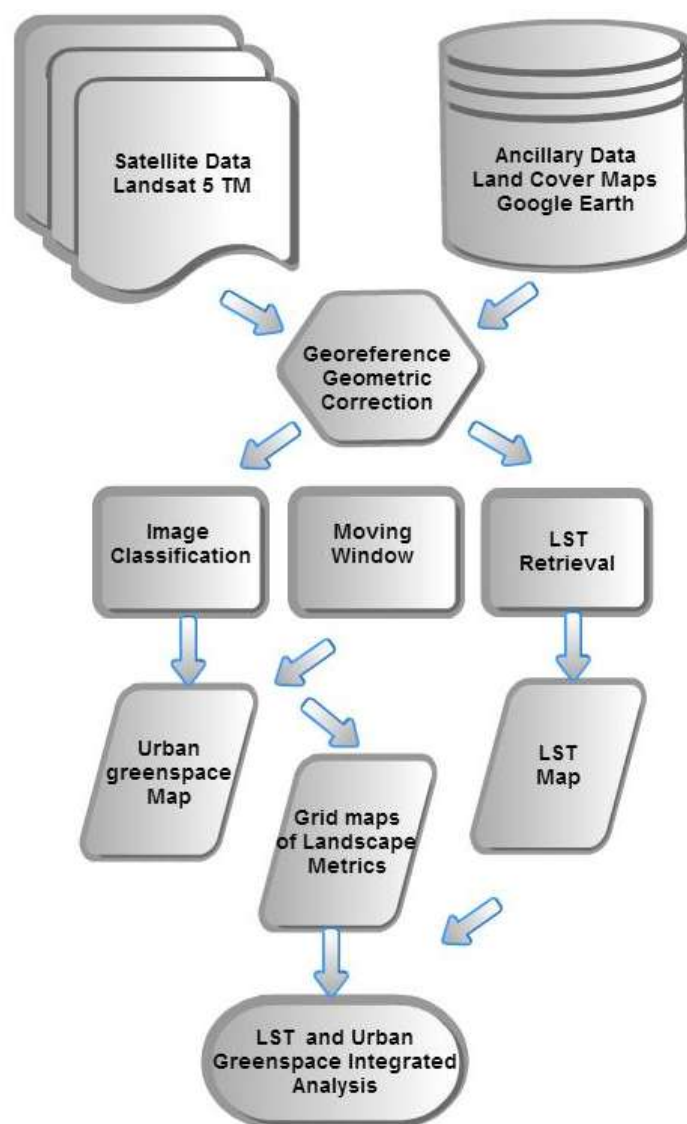 Satellite Data
Landsat 5 TM
Ancillary Data
Land Cover Maps
Google Earth
Georeference
Geometric
Correction
Image
Classification
Moving
Window
LST
Retrieval
Urban
greenspace
Map
Grid maps
of Landscape
Metrics
LST
Map
LST and Urban
Greenspace Integrated
Analysis